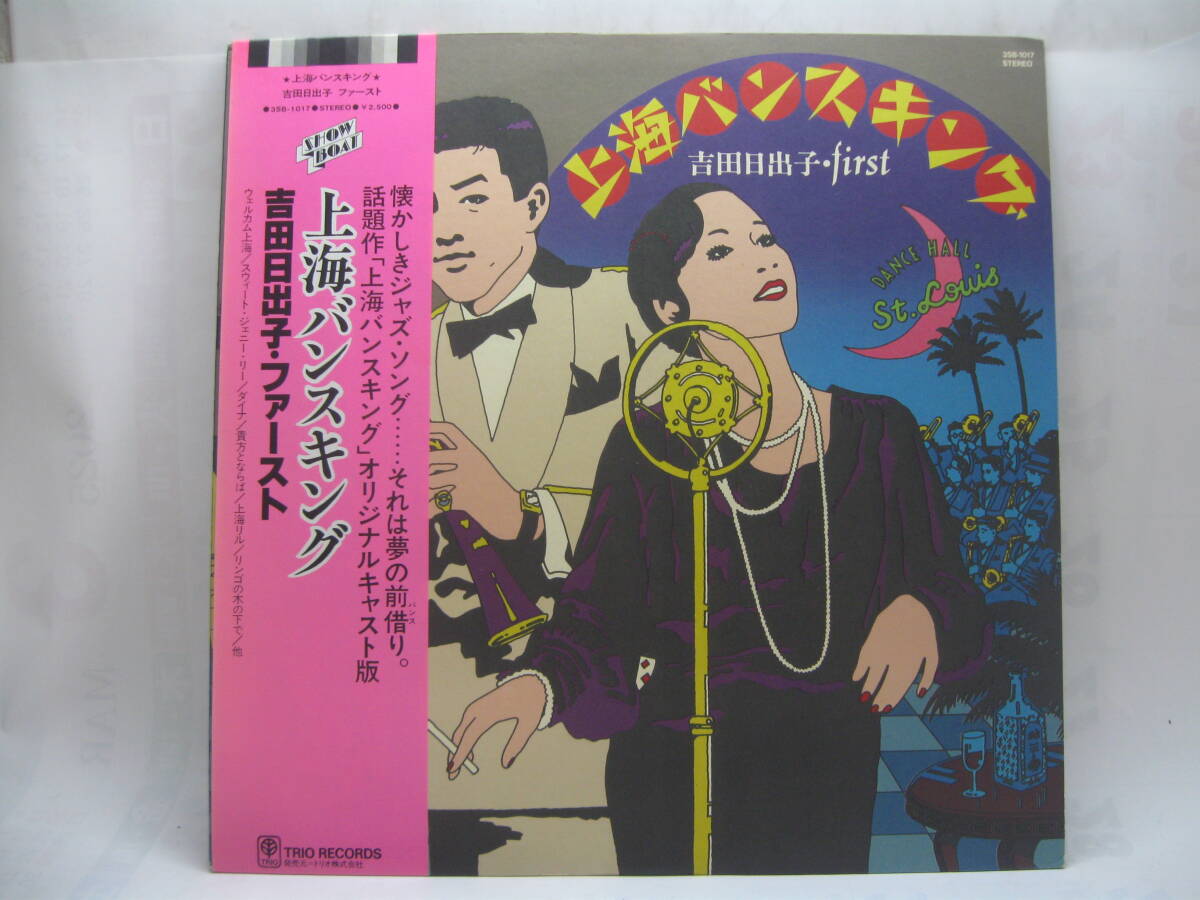 ★上海バンスキング★
吉田日出子 ファースト
●3SB-1017●STEREO●￥2,500●
SHOW
BOAT
懐かしきジャズ・ソング……それは夢の前借り。
バンス
話題作「上海バンスキング」オリジナルキャスト版
上海バンスキング
吉田日出子・ファースト
ウェルカム上海／スウィート・ジェニー・リー／ダイナ／貴方とならば／上海リル／リンゴの木の下で／他
TRIO
TRIO RECORDS
発売元＝トリオ株式会社
3SB-1017
STEREO
上海バンスキング
吉田日出子・first
DANCE HALL
St. Louis